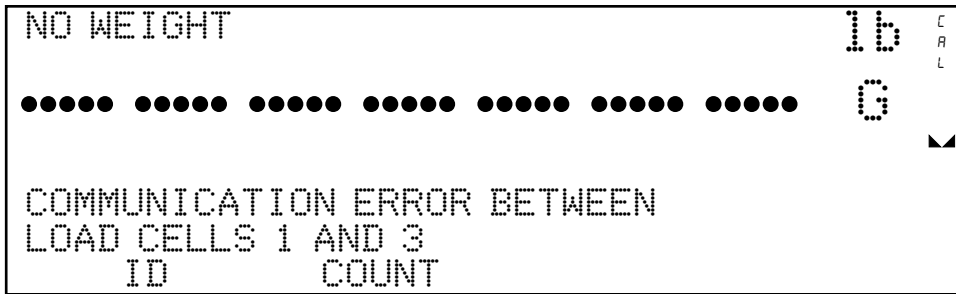 NO WEIGHT lb
CAL
G
COMMUNICATION ERROR BETWEEN
LOAD CELLS 1 AND 3
ID COUNT